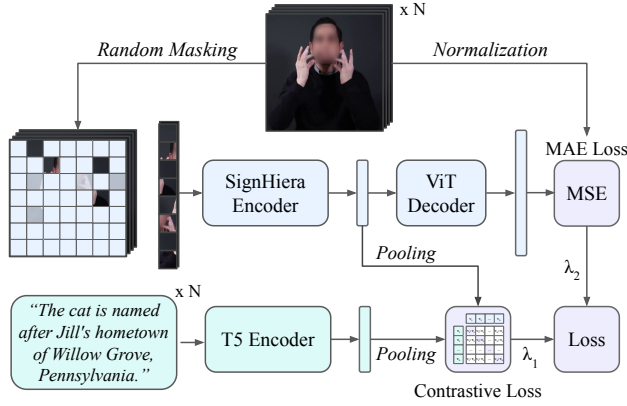 x N
Random Masking
Normalization
MAE Loss
SignHiera
Encoder
ViT
Decoder
MSE
Pooling
λ2
x N
“The cat is named
after Jill's hometown
of Willow Grove,
Pennsylvania.”
T5 Encoder
Pooling
λ1
Loss
Contrastive Loss